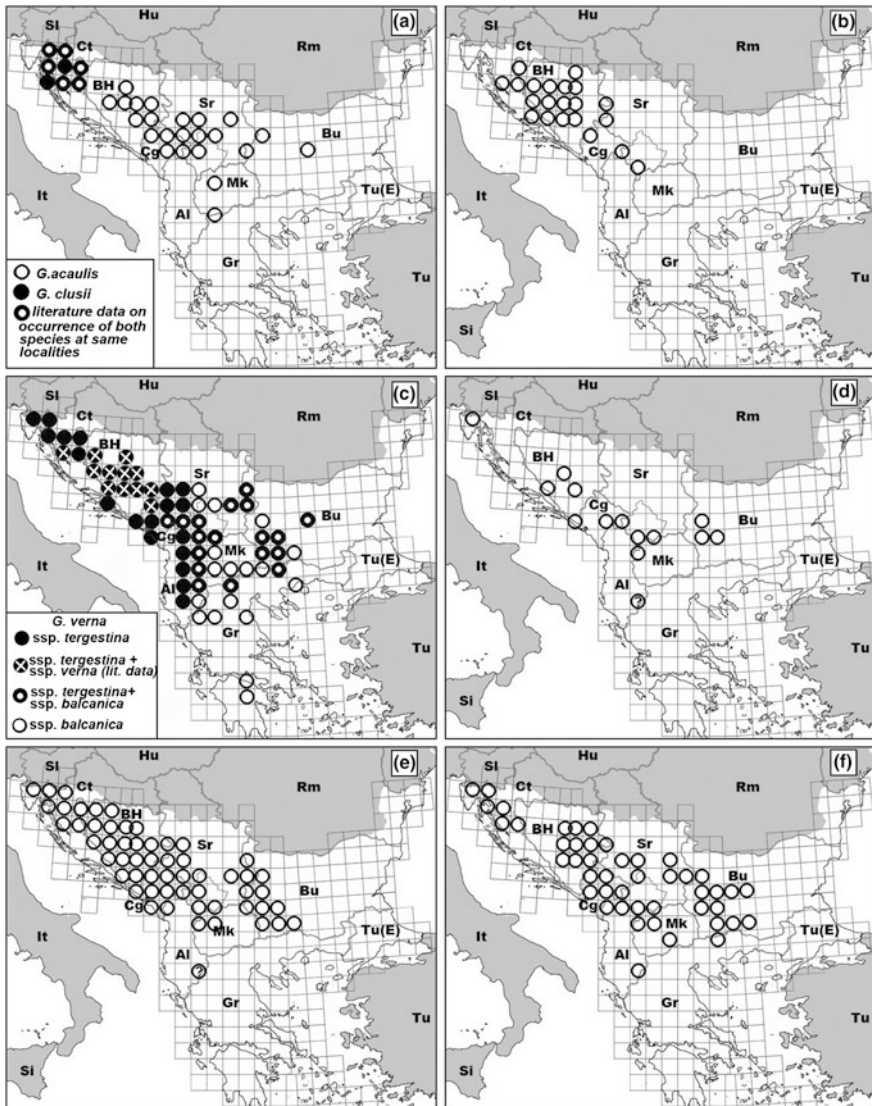 (a)
Hu
Sl
Ct
Rm
BH
Sr
Bu
Cg
Mk
Tu(E)
It
Al
Gr
Tu
G.acaulis
G. clusii
literature data on
occurrence of both
species at same
localities
(b)
Hu
Sl
Ct
Rm
BH
Sr
Bu
Cg
Mk
Tu(E)
It
Al
Gr
Tu
Si
(c)
Hu
Sl
Ct
Rm
BH
Sr
Bu
Cg
Mk
Tu(E)
It
Al
Gr
Tu
G. verna
ssp. tergestina
ssp. tergestina +
ssp. verna (lit. data)
ssp. tergestina+
ssp. balcanica
ssp. balcanica
(d)
Hu
Sl
Ct
Rm
BH
Sr
Bu
Cg
Mk
Tu(E)
It
Al
?
Gr
Tu
Si
(e)
Hu
Sl
Ct
Rm
BH
Sr
Bu
Cg
Mk
Tu(E)
It
Al
?
Gr
Tu
Si
(f)
Hu
Sl
Ct
Rm
BH
Sr
Bu
Cg
Mk
Tu(E)
It
Al
?
Gr
Tu
Si